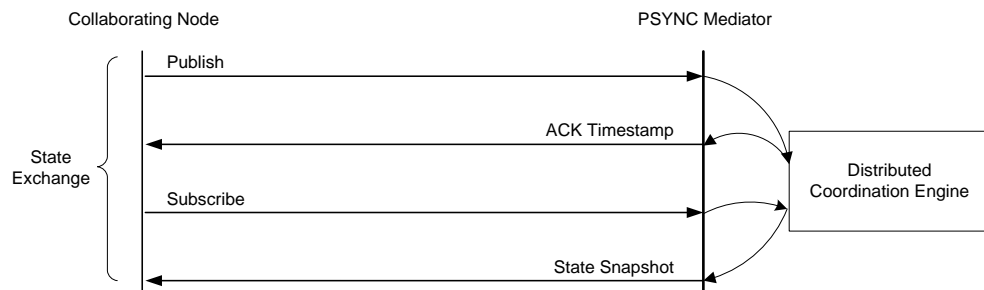 Collaborating Node
PSYNC Mediator
Publish
ACK Timestamp
State
Exchange
Distributed
Coordination Engine
Subscribe
State Snapshot